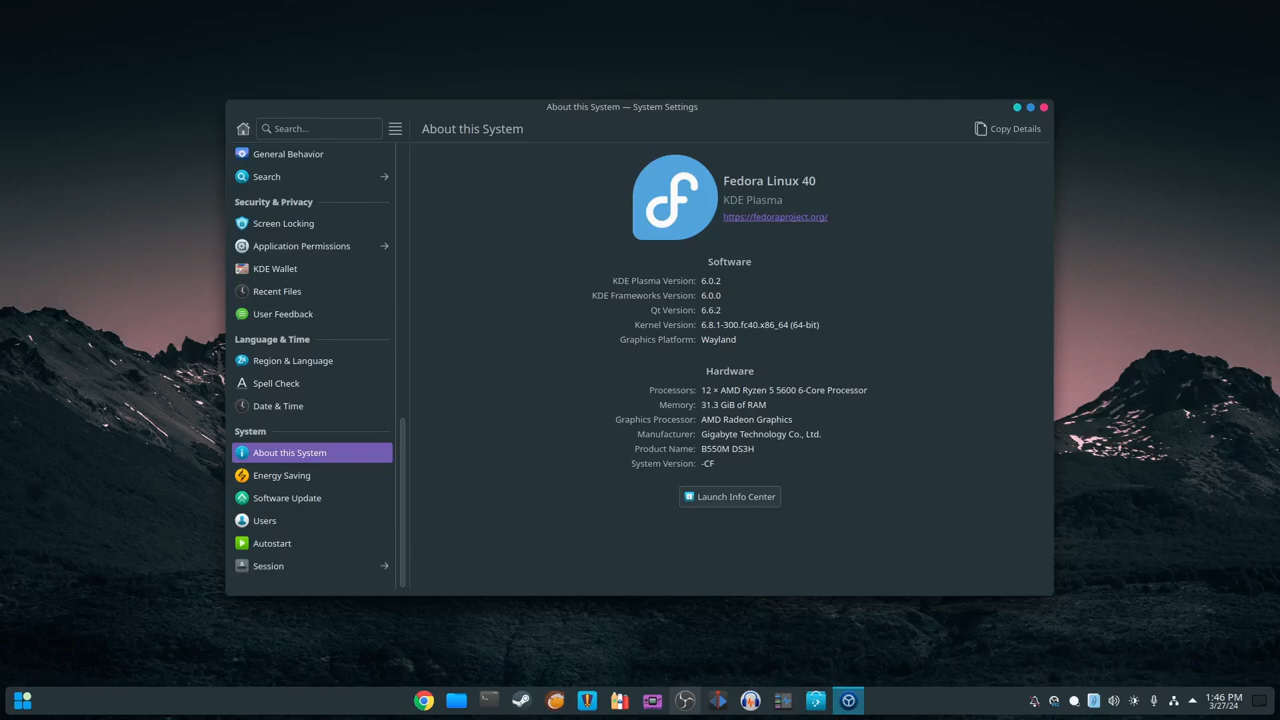 About this System — System Settings
Search...
About this System
Copy Details
General Behavior
Search
Security & Privacy
Screen Locking
Application Permissions
KDE Wallet
Recent Files
User Feedback
Language & Time
Region & Language
Spell Check
Date & Time
System
About this System
Energy Saving
Software Update
Users
Autostart
Session
Fedora Linux 40
KDE Plasma
https://fedoraproject.org/
Software
KDE Plasma Version: 6.0.2
KDE Frameworks Version: 6.0.0
Qt Version: 6.6.2
Kernel Version: 6.8.1-300.fc40.x86_64 (64-bit)
Graphics Platform: Wayland
Hardware
Processors: 12 × AMD Ryzen 5 5600 6-Core Processor
Memory: 31.3 GiB of RAM
Graphics Processor: AMD Radeon Graphics
Manufacturer: Gigabyte Technology Co., Ltd.
Product Name: B550M DS3H
System Version: -CF
Launch Info Center
1:46 PM
3/27/24